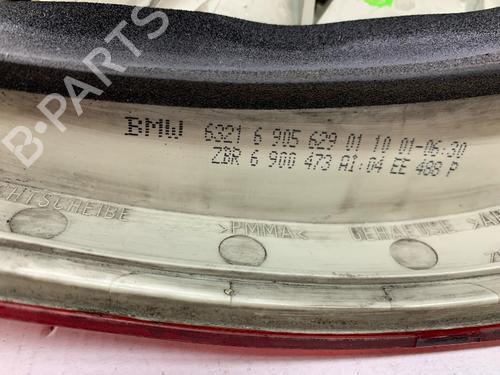 B-PARTS
BMW 6321 6 905 629 01 10 01-06:30
ZBR 6 900 473 AI:04 EE 488 P
CHTSCHEIBE >PMMA< GEHAEUSE >A